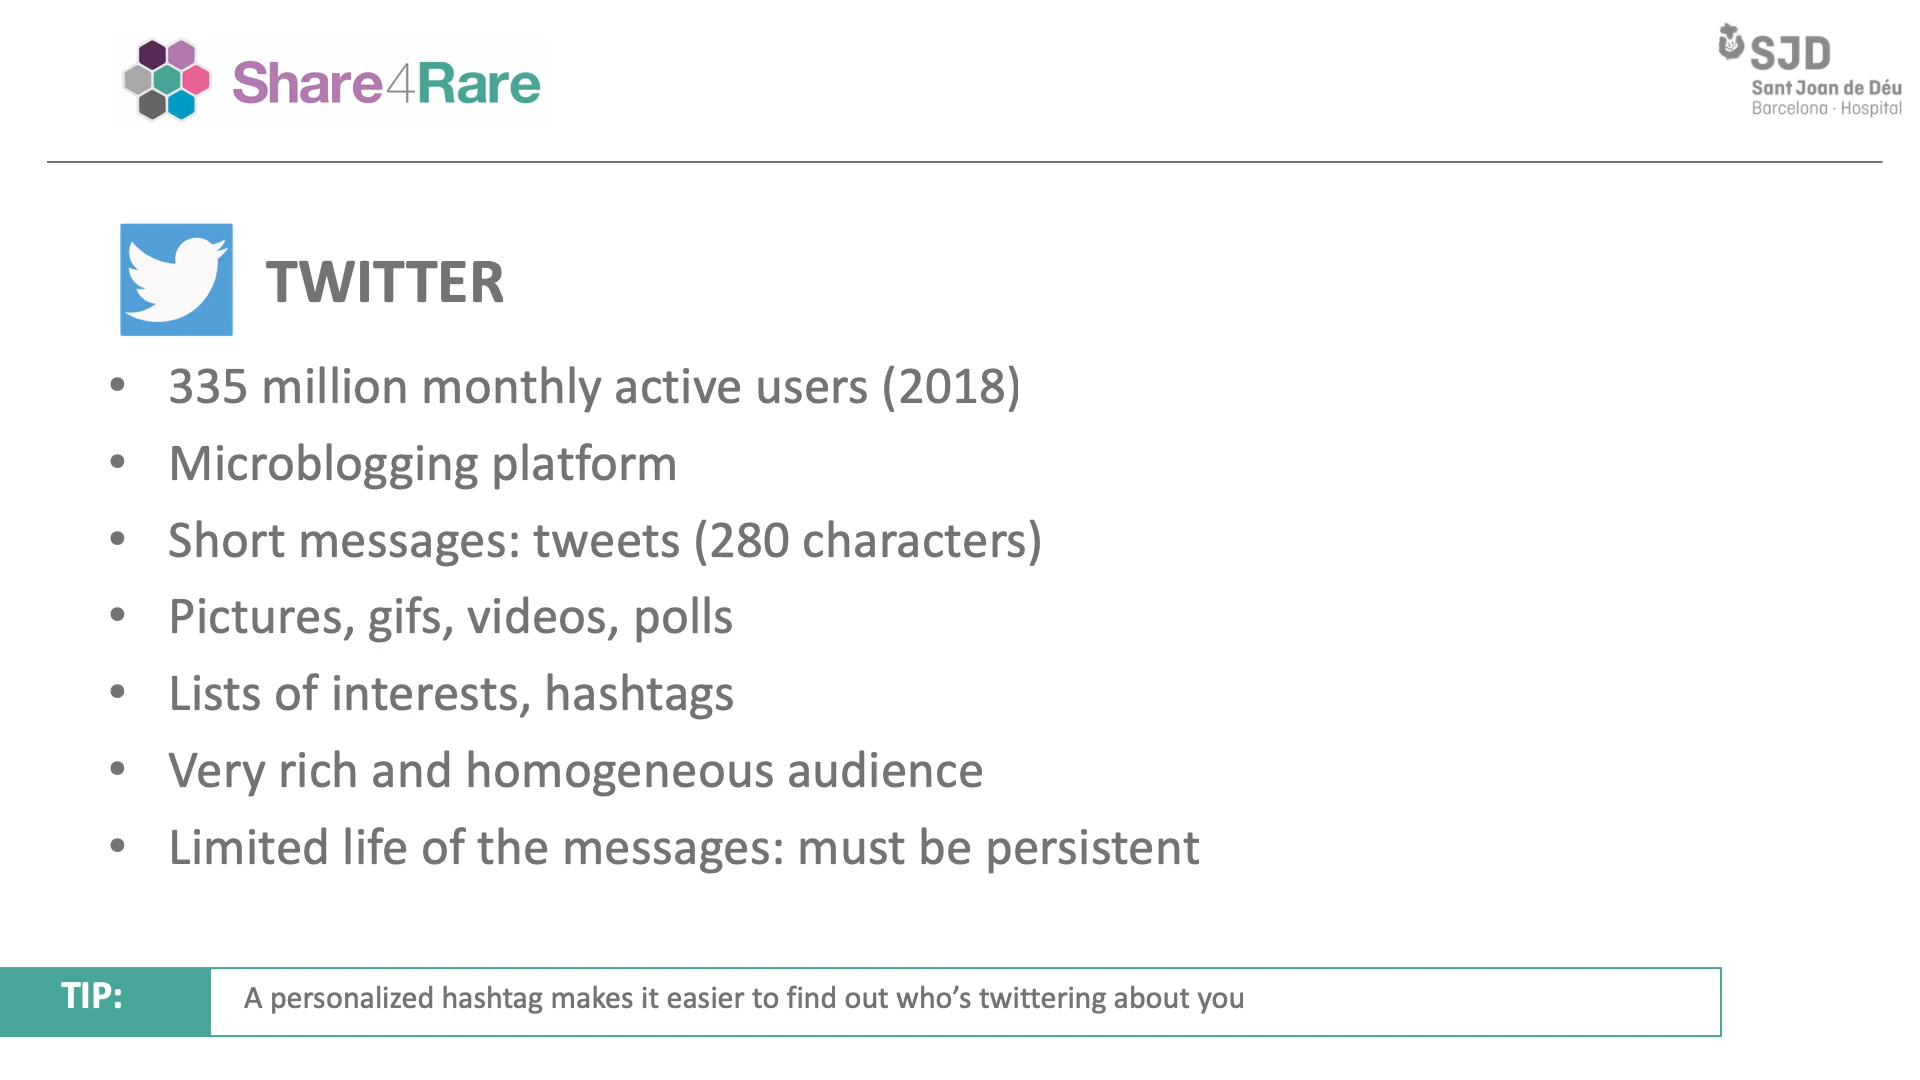 Share4Rare
SJD
Sant Joan de Déu
Barcelona · Hospital
TWITTER
• 335 million monthly active users (2018)
• Microblogging platform
• Short messages: tweets (280 characters)
• Pictures, gifs, videos, polls
• Lists of interests, hashtags
• Very rich and homogeneous audience
• Limited life of the messages: must be persistent
TIP: A personalized hashtag makes it easier to find out who’s twittering about you